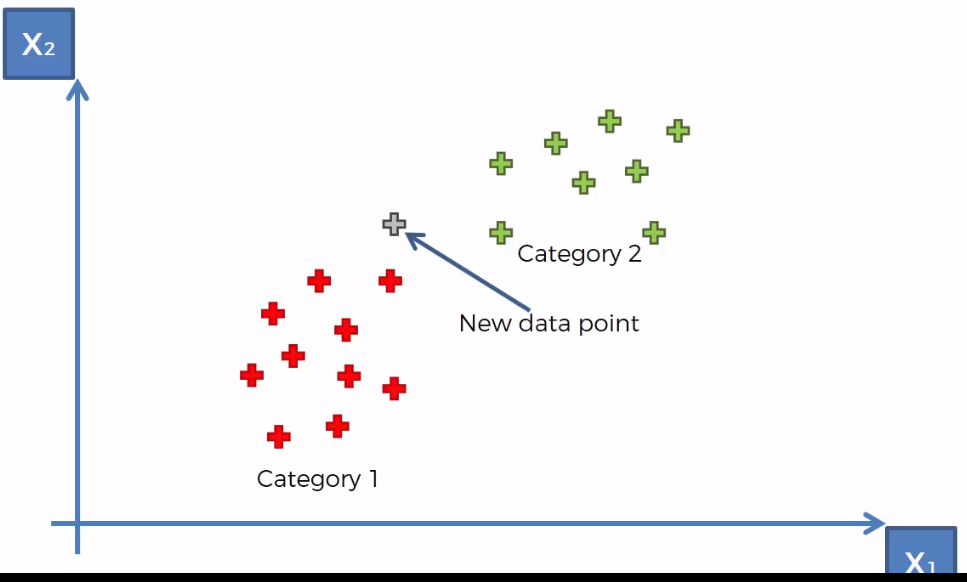 X₂
Category 2
New data point
Category 1
X₁